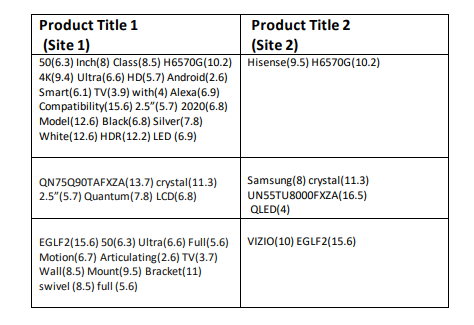 Product Title 1
(Site 1)
Product Title 2
(Site 2)
50(6.3) Inch(8) Class(8.5) H6570G(10.2)
4K(9.4) Ultra(6.6) HD(5.7) Android(2.6)
Smart(6.1) TV(3.9) with(4) Alexa(6.9)
Compatibility(15.6) 2.5”(5.7) 2020(6.8)
Model(12.6) Black(6.8) Silver(7.8)
White(12.6) HDR(12.2) LED (6.9)
Hisense(9.5) H6570G(10.2)
QN75Q90TAFXZA(13.7) crystal(11.3)
2.5”(5.7) Quantum(7.8) LCD(6.8)
Samsung(8) crystal(11.3)
UN55TU8000FXZA(16.5)
QLED(4)
EGLF2(15.6) 50(6.3) Ultra(6.6) Full(5.6)
Motion(6.7) Articulating(2.6) TV(3.7)
Wall(8.5) Mount(9.5) Bracket(11)
swivel (8.5) full (5.6)
VIZIO(10) EGLF2(15.6)